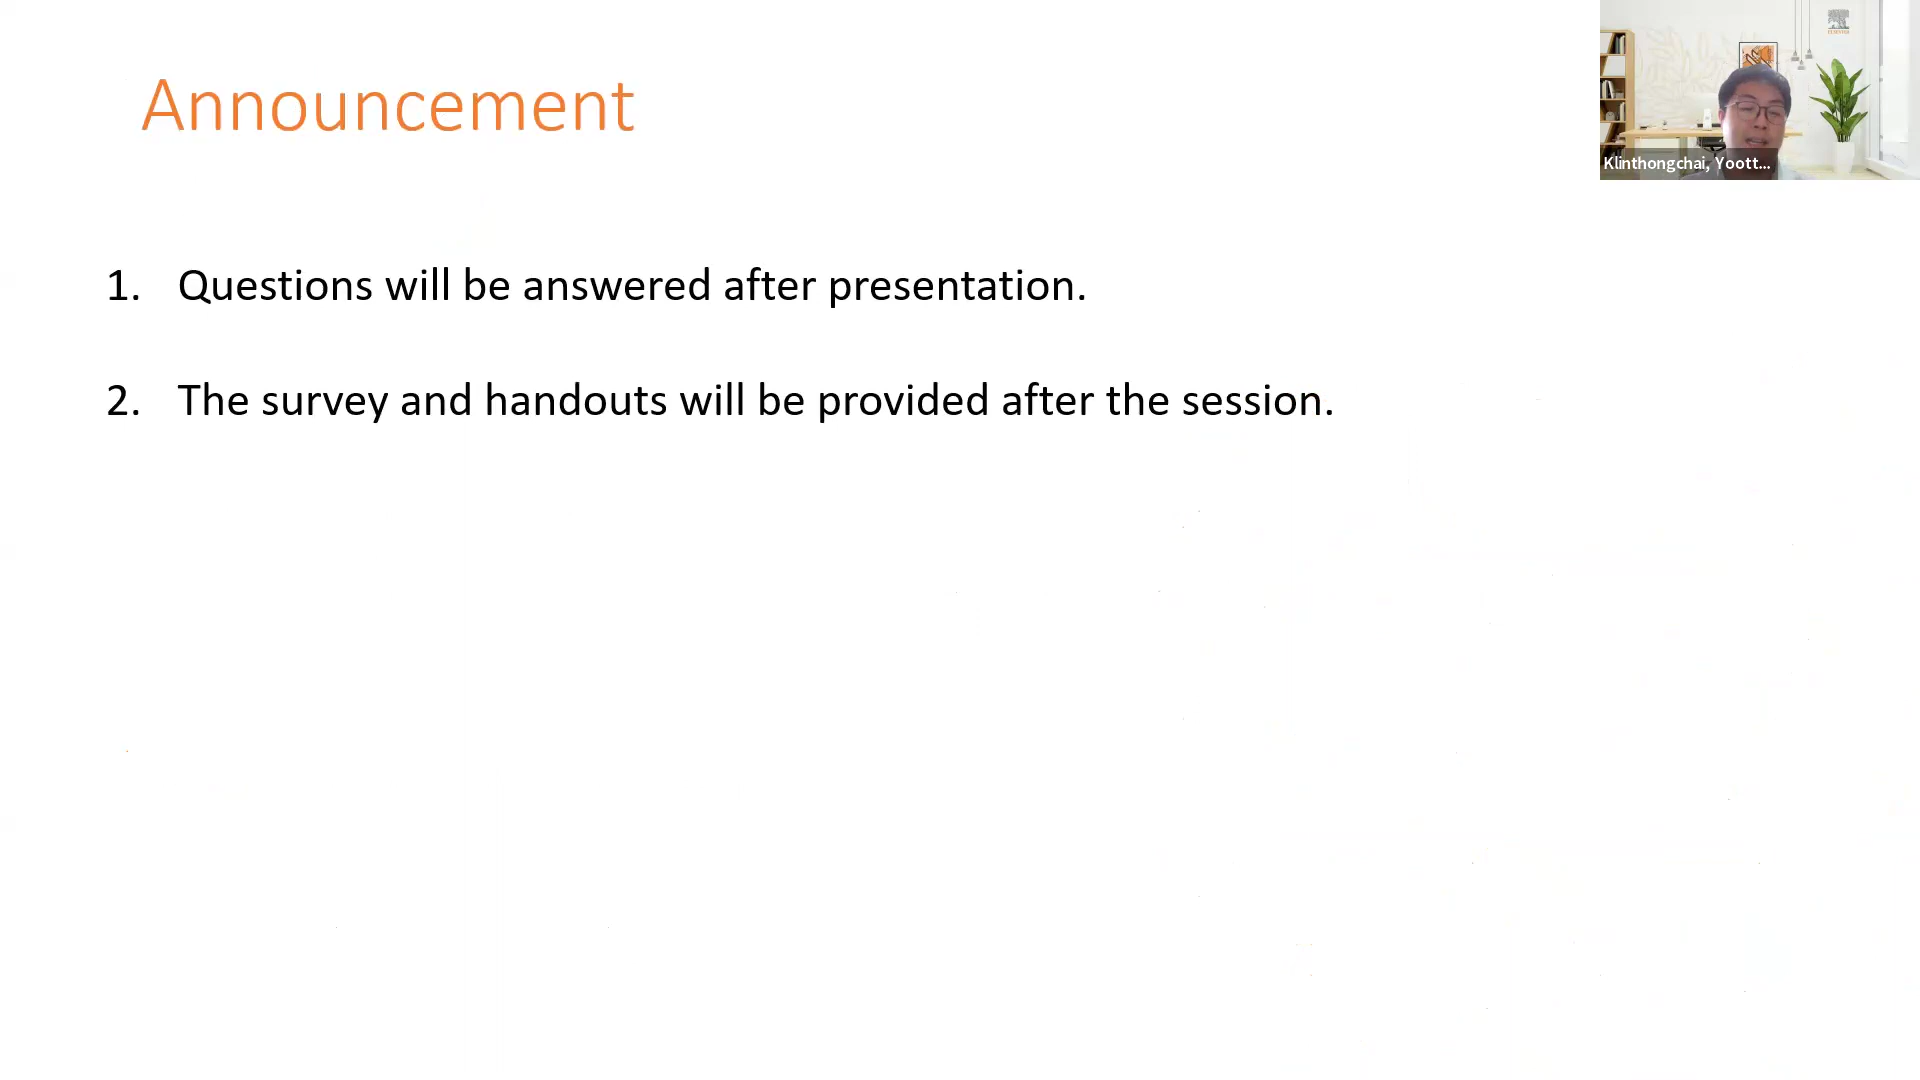 Announcement
1. Questions will be answered after presentation.
2. The survey and handouts will be provided after the session.
Klinthongchai, Yoott...
ELSEVIER